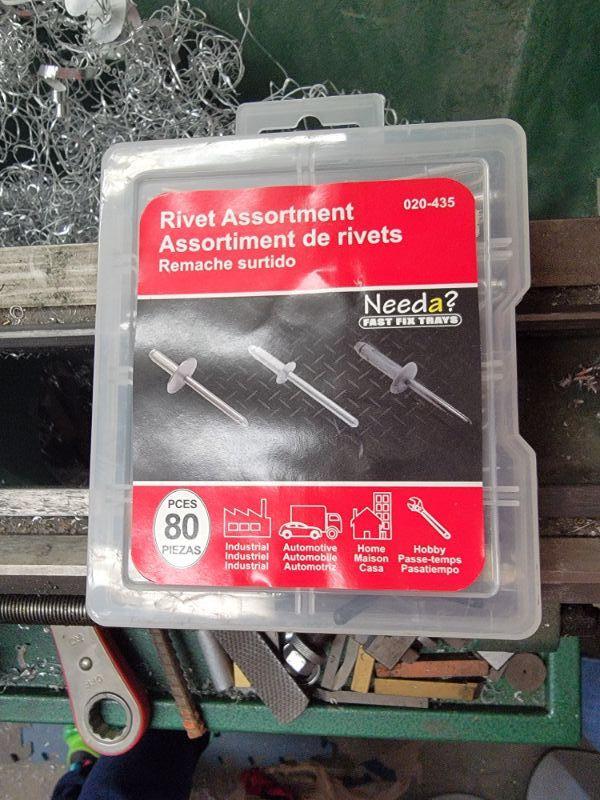 Rivet Assortment
020-435
Assortiment de rivets
Remache surtido
Needa?
FAST FIX TRAYS
PCES
80
PIEZAS
Industrial
Industriel
Industrial
Automotive
Automobile
Automotriz
Home
Maison
Casa
Hobby
Passe-temps
Pasatiempo